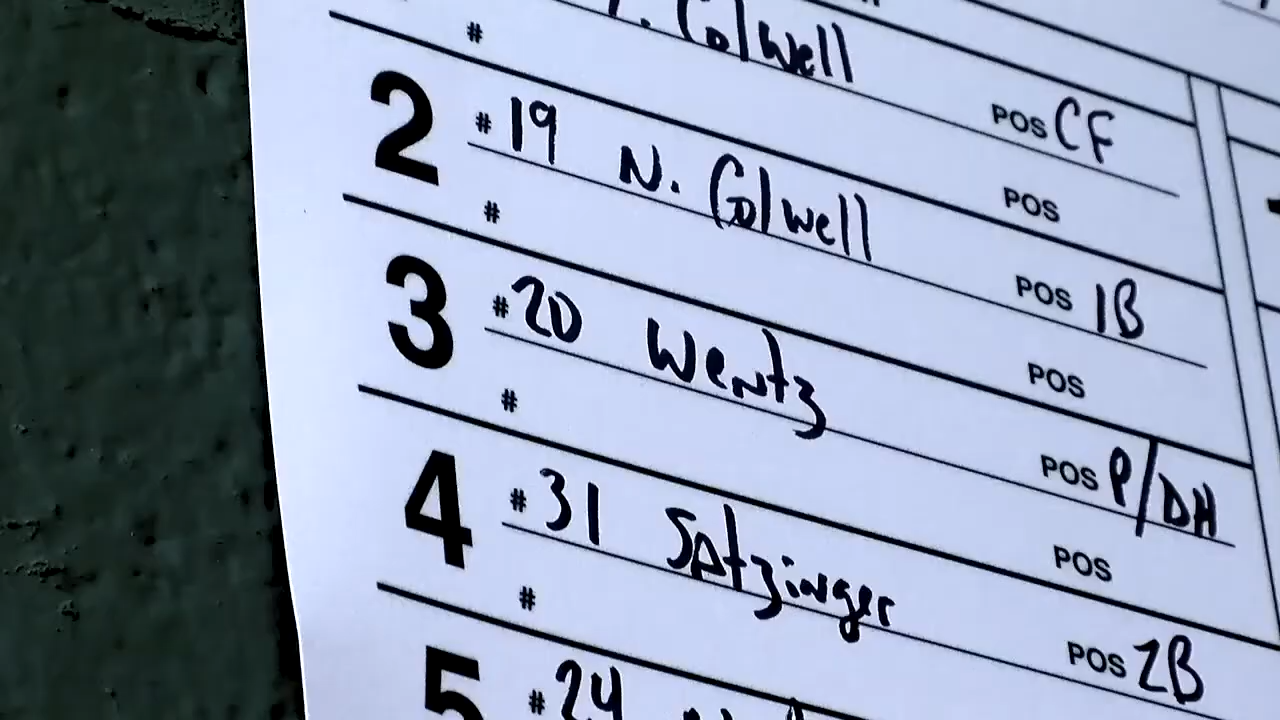 Colwell POS CF
# POS
2 # 19 N. Colwell POS 1B
# POS
3 # 20 Wentz POS P/DH
# POS
4 # 31 Satzinger POS 2B
#
5 # 24